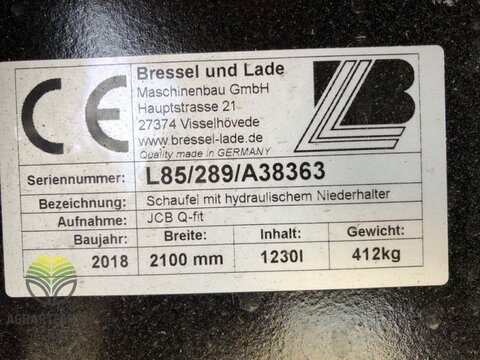 CE
Bressel und Lade
Maschinenbau GmbH
Hauptstrasse 21
27374 Visselhövede
www.bressel-lade.de
Quality made in GERMANY
Seriennummer: L85/289/A38363
Bezeichnung: Schaufel mit hydraulischem Niederhalter
Aufnahme: JCB Q-fit
Baujahr: Breite: Inhalt: Gewicht:
2018 2100 mm 1230l 412kg